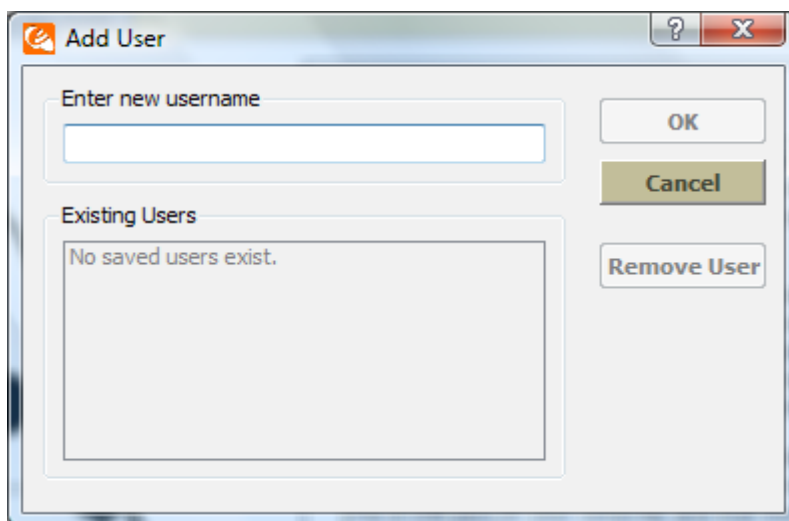 Add User
Enter new username
OK
Cancel
Existing Users
No saved users exist.
Remove User